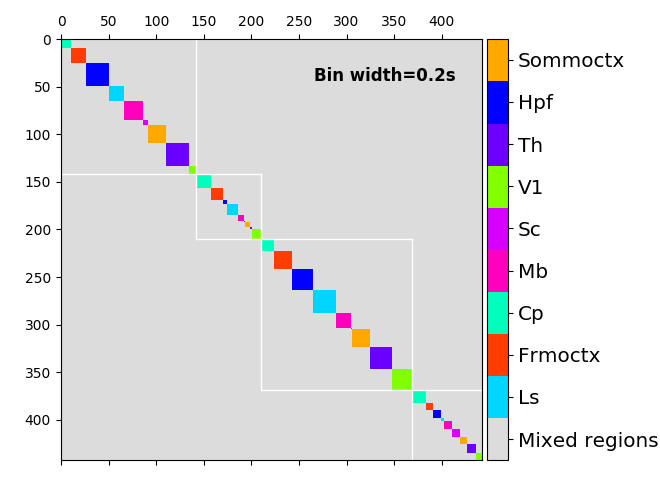 0 50 100 150 200 250 300 350 400
0
50
100
150
200
250
300
350
400
Bin width=0.2s
Sommoctx
Hpf
Th
V1
Sc
Mb
Cp
Frmoctx
Ls
Mixed regions